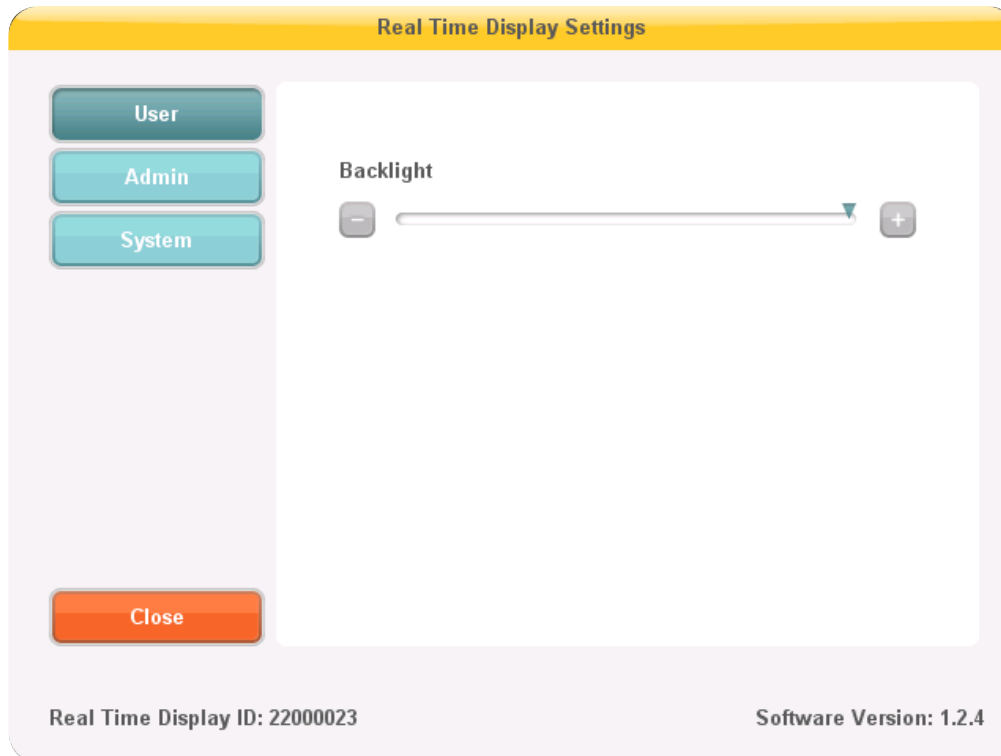 Real Time Display Settings
User
Admin
System
Backlight
− +
Close
Real Time Display ID: 22000023
Software Version: 1.2.4